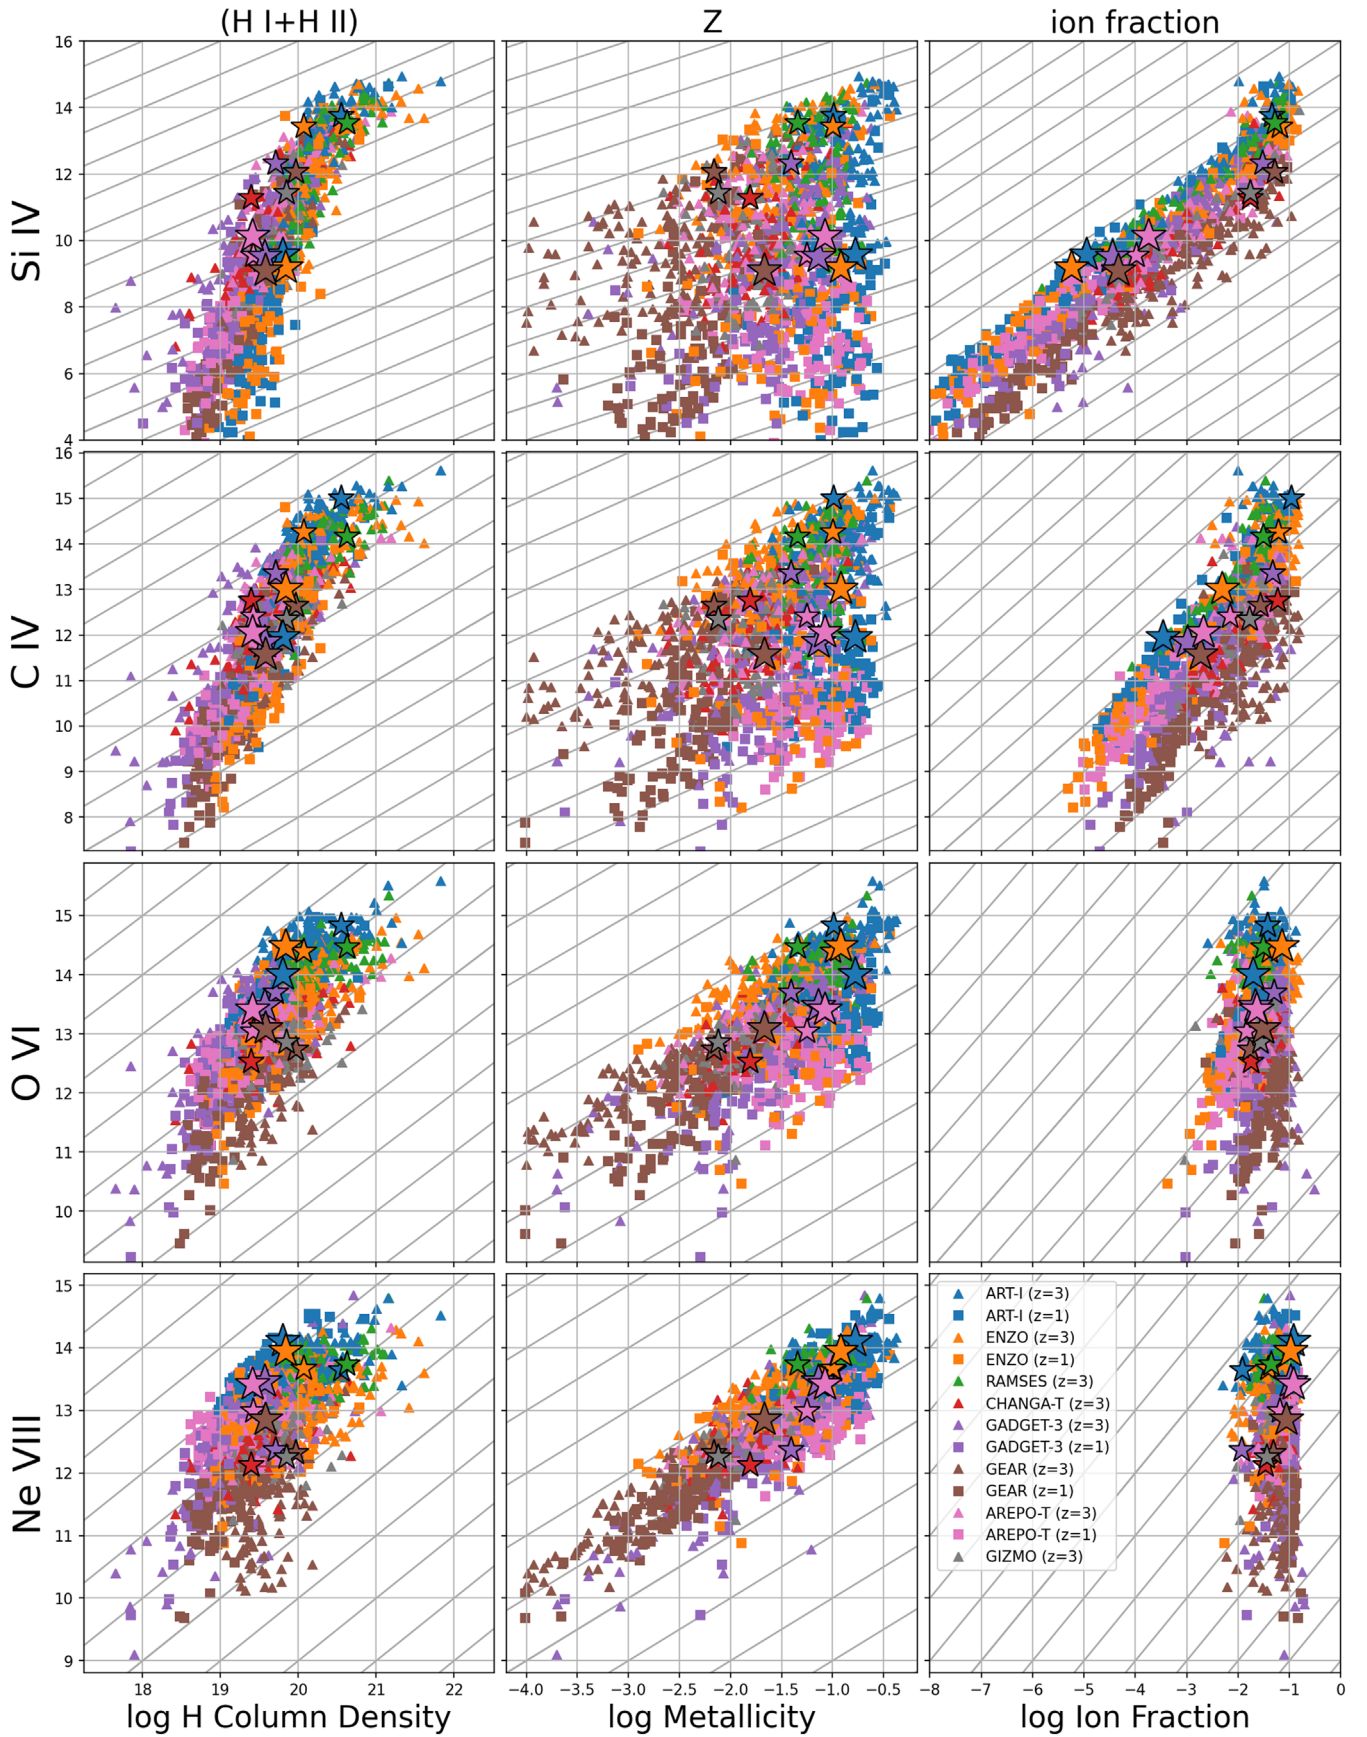 (H I+H II)
Z
ion fraction
Si IV
16
14
12
10
8
6
4
C IV
16
15
14
13
12
11
10
9
8
O VI
15
14
13
12
11
10
Ne VIII
15
14
13
12
11
10
9
ART-I (z=3)
ART-I (z=1)
ENZO (z=3)
ENZO (z=1)
RAMSES (z=3)
CHANGA-T (z=3)
GADGET-3 (z=3)
GADGET-3 (z=1)
GEAR (z=3)
GEAR (z=1)
AREPO-T (z=3)
AREPO-T (z=1)
GIZMO (z=3)
18 19 20 21 22
−4.0 −3.5 −3.0 −2.5 −2.0 −1.5 −1.0 −0.5
−8 −7 −6 −5 −4 −3 −2 −1 0
log H Column Density
log Metallicity
log Ion Fraction